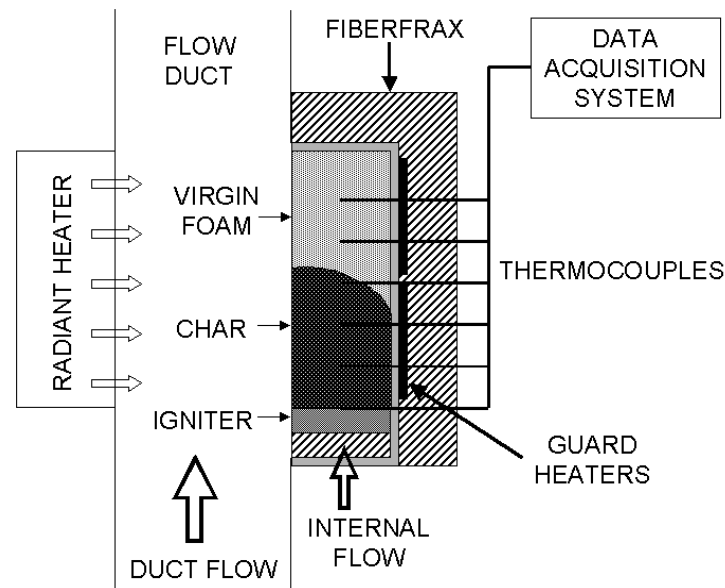 FLOW
DUCT
FIBERFRAX
DATA
ACQUISITION
SYSTEM
RADIANT HEATER
VIRGIN
FOAM
THERMOCOUPLES
CHAR
IGNITER
GUARD
HEATERS
INTERNAL
FLOW
DUCT FLOW